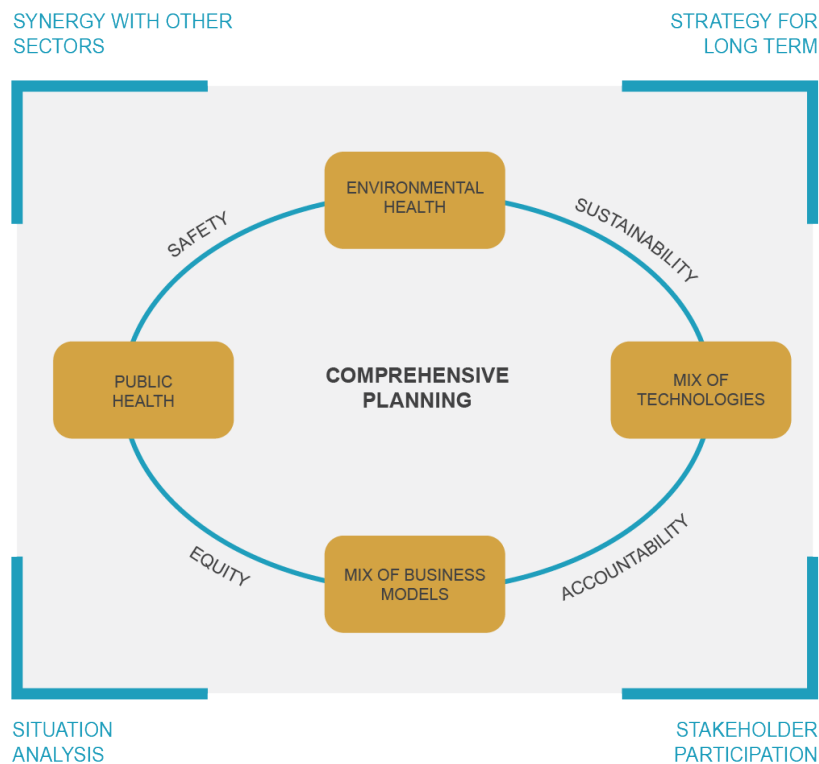 SYNERGY WITH OTHER
SECTORS
STRATEGY FOR
LONG TERM
ENVIRONMENTAL
HEALTH
SAFETY
SUSTAINABILITY
PUBLIC
HEALTH
COMPREHENSIVE
PLANNING
MIX OF
TECHNOLOGIES
EQUITY
MIX OF BUSINESS
MODELS
ACCOUNTABILITY
SITUATION
ANALYSIS
STAKEHOLDER
PARTICIPATION